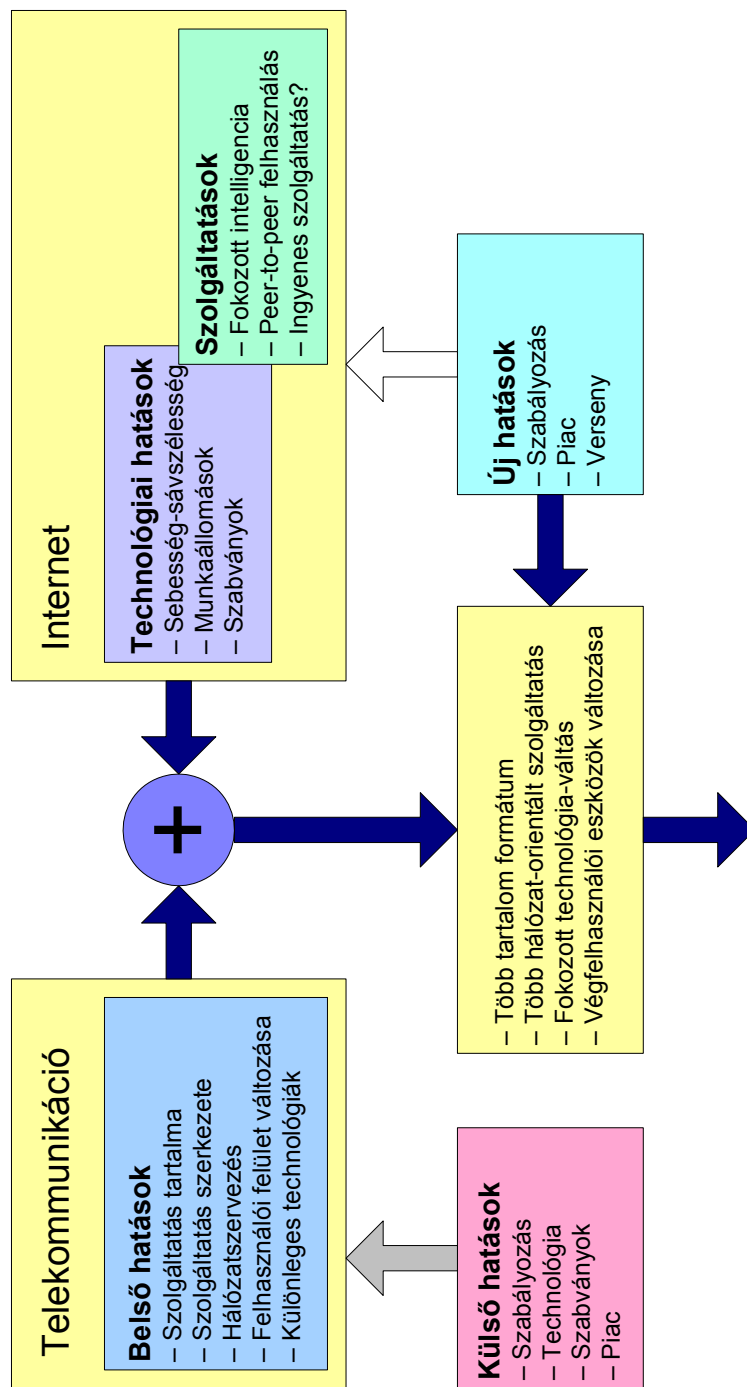 Telekommunikáció
Belső hatások
– Szolgáltatás tartalma
– Szolgáltatás szerkezete
– Hálózatszervezés
– Felhasználói felület változása
– Különleges technológiák
+
Internet
Technológiai hatások
– Sebesség-sávszélesség
– Munkaállomások
– Szabványok
Szolgáltatások
– Fokozott intelligencia
– Peer-to-peer felhasználás
– Ingyenes szolgáltatás?
Külső hatások
– Szabályozás
– Technológia
– Szabványok
– Piac
– Több tartalom formátum
– Több hálózat-orientált szolgáltatás
– Fokozott technológia-váltás
– Végfelhasználói eszközök változása
Új hatások
– Szabályozás
– Piac
– Verseny